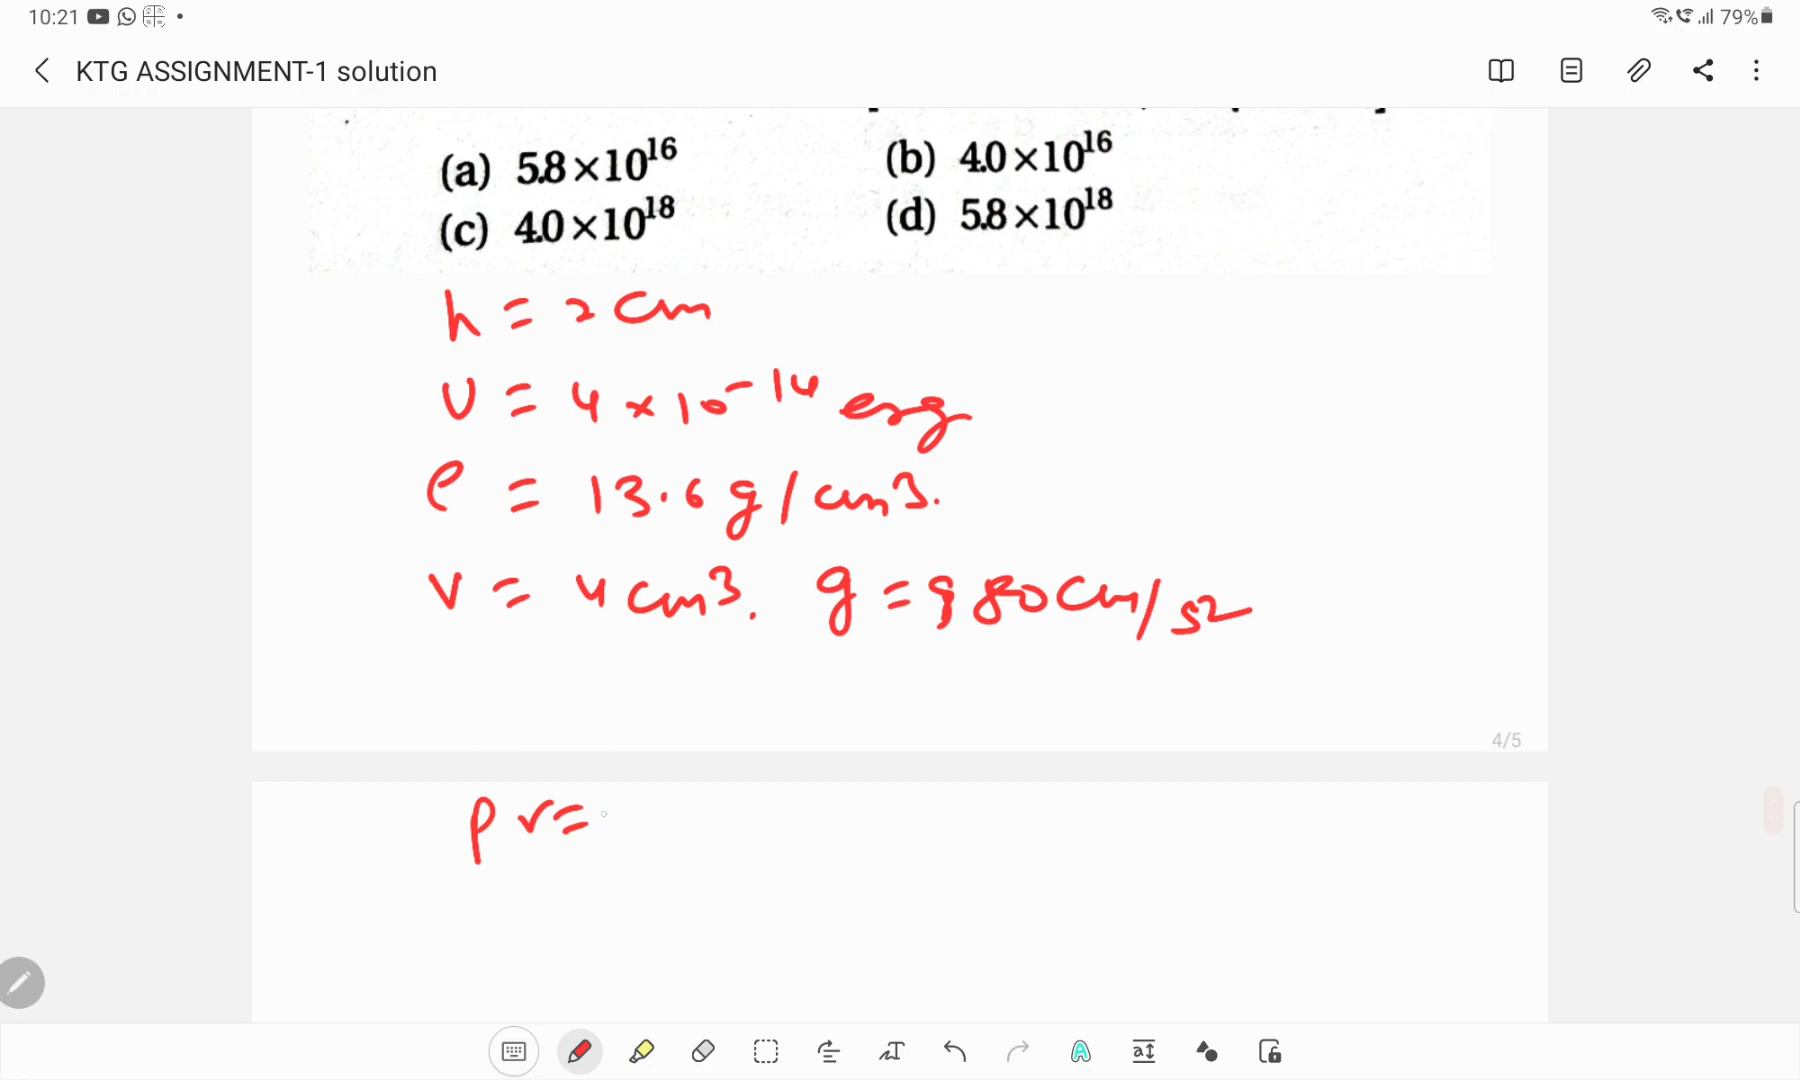 10:21 79%
KTG ASSIGNMENT-1 solution
(a) 5.8×10¹⁶ (b) 4.0×10¹⁶
(c) 4.0×10¹⁸ (d) 5.8×10¹⁸
h = 2 cm
U = 4 × 10⁻¹⁴ erg
ρ = 13.6 g/cm³.
V = 4 cm³. g = 980 cm/s²
4/5
PV =